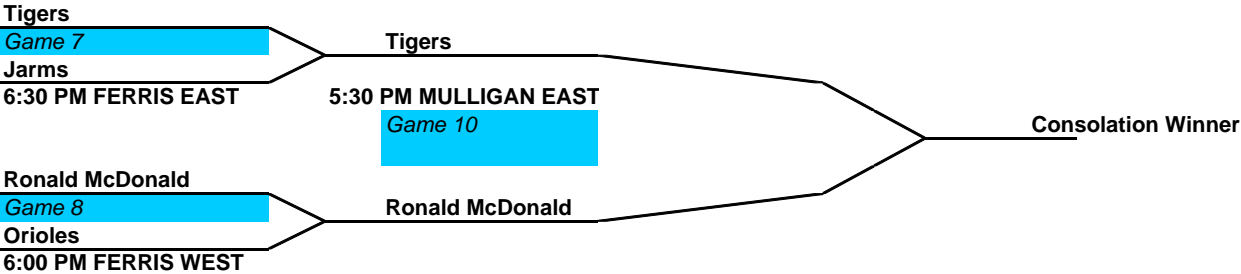 Tigers
Game 7
Tigers
Jarms
6:30 PM FERRIS EAST
5:30 PM MULLIGAN EAST
Game 10
Consolation Winner
Ronald McDonald
Game 8
Ronald McDonald
Orioles
6:00 PM FERRIS WEST